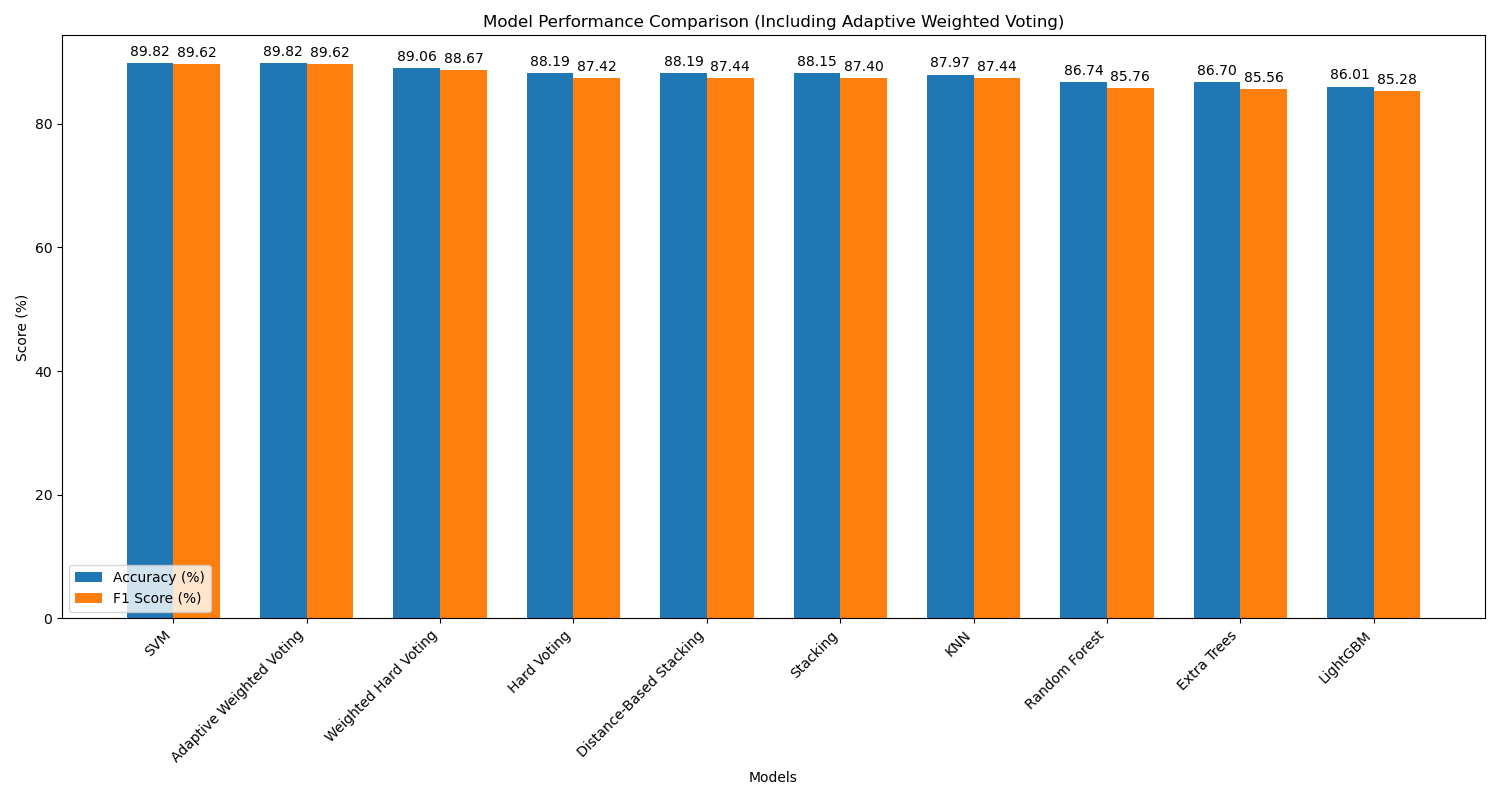 Model Performance Comparison (Including Adaptive Weighted Voting)
89.82 89.62 89.82 89.62 89.06 88.67 88.19 87.42 88.19 87.44 88.15 87.40 87.97 87.44 86.74 85.76 86.70 85.56 86.01 85.28
80
60
40
20
0
Score (%)
Accuracy (%)
F1 Score (%)
SVM
Adaptive Weighted Voting
Weighted Hard Voting
Hard Voting
Distance-Based Stacking
Stacking
KNN
Random Forest
Extra Trees
LightGBM
Models